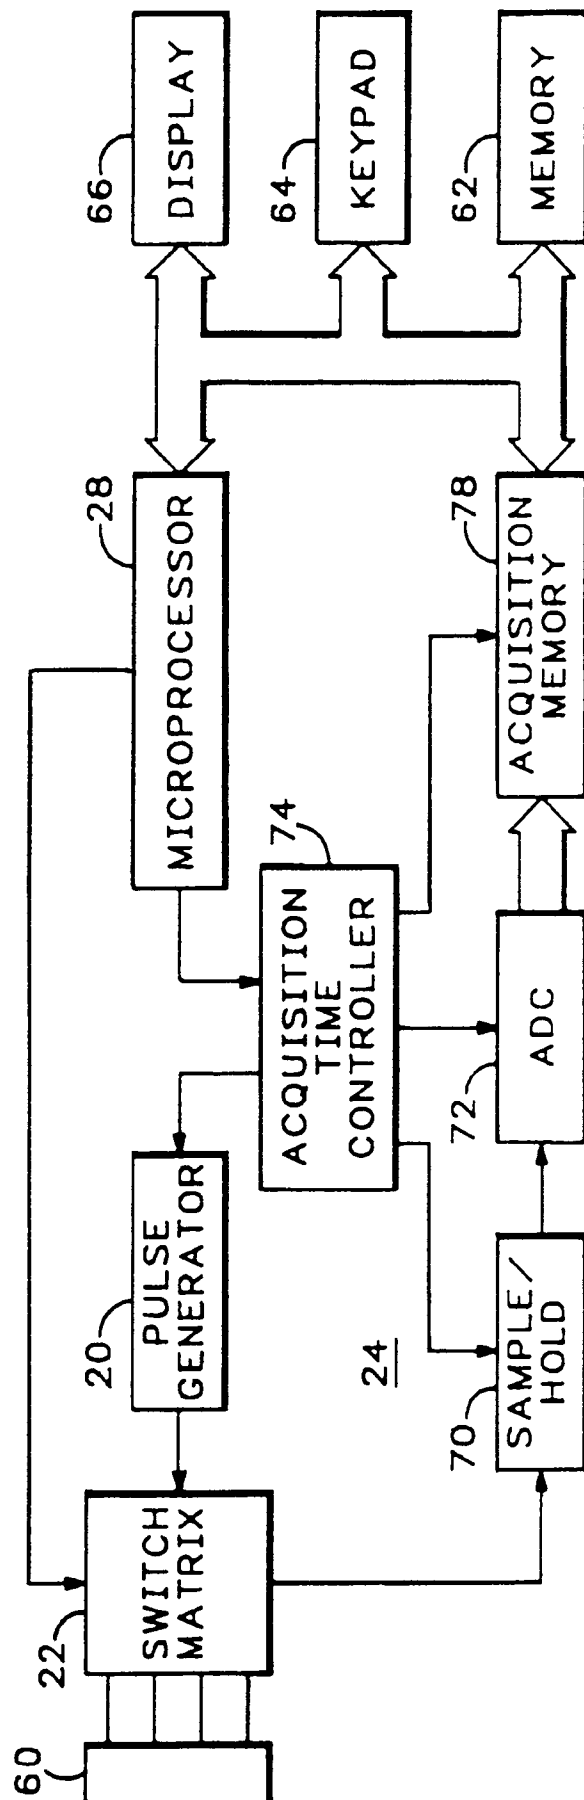 60
22
SWITCH
MATRIX
20
PULSE
GENERATOR
28
MICROPROCESSOR
66
DISPLAY
64
KEYPAD
62
MEMORY
74
ACQUISITION
TIME
CONTROLLER
24
70
SAMPLE/
HOLD
72
ADC
78
ACQUISITION
MEMORY